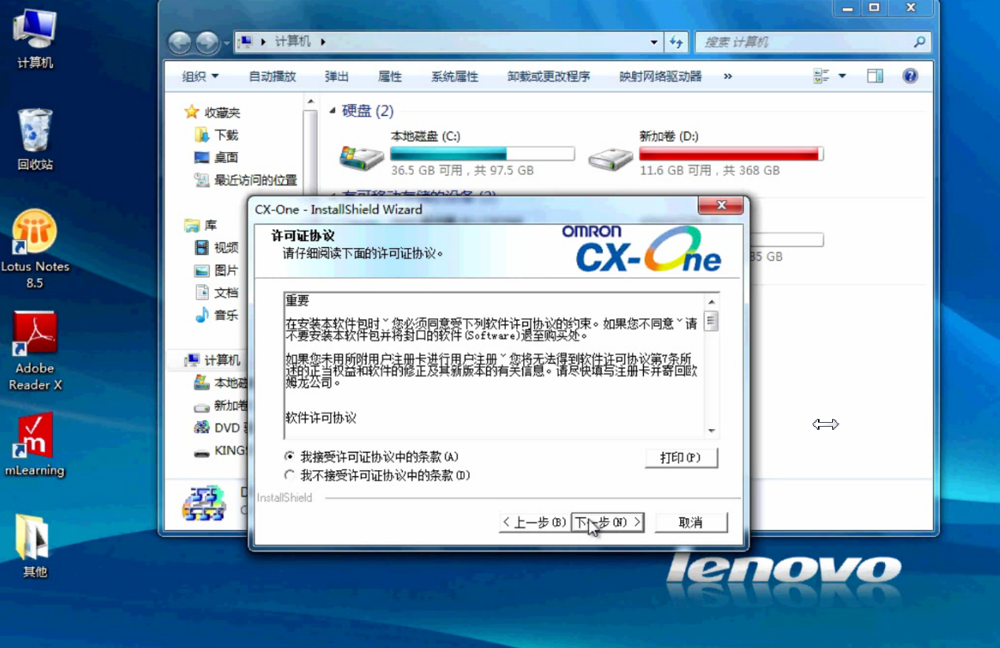 计算机
回收站
Lotus Notes
8.5
Adobe
Reader X
mLearning
其他
计算机
搜索 计算机
组织
自动播放
弹出
属性
系统属性
卸载或更改程序
映射网络驱动器
»
收藏夹
下载
桌面
最近访问的位置
库
视频
图片
文档
音乐
计算机
本地磁
新加卷
DVD
KING
硬盘 (2)
本地磁盘 (C:)
36.5 GB 可用，共 97.5 GB
新加卷 (D:)
11.6 GB 可用，共 368 GB
有可移动存储的设备 (2)
35 GB
CX-One - InstallShield Wizard
许可证协议
请仔细阅读下面的许可证协议。
OMRON
CX-One
重要
在安装本软件包时ˇ您必须同意受下列软件许可协议的约束。如果您不同意ˇ请
不要安装本软件包并将封口的软件(Software)退至购买处。
如果您未用所附用户注册卡进行用户注册ˇ您将无法得到软件许可协议第7条所
述的正当权益和软件的修正及其新版本的有关信息。请尽快填写注册卡并寄回欧
姆龙公司。
软件许可协议
我接受许可证协议中的条款(A)
我不接受许可证协议中的条款(D)
打印(P)
InstallShield
< 上一步(B)
下一步(N) >
取消
lenovo